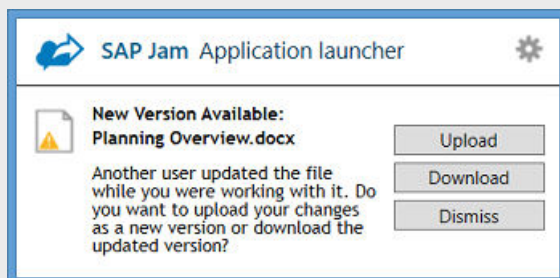 SAP Jam Application launcher
New Version Available:
Planning Overview.docx
Another user updated the file
while you were working with it. Do
you want to upload your changes
as a new version or download the
updated version?
Upload
Download
Dismiss